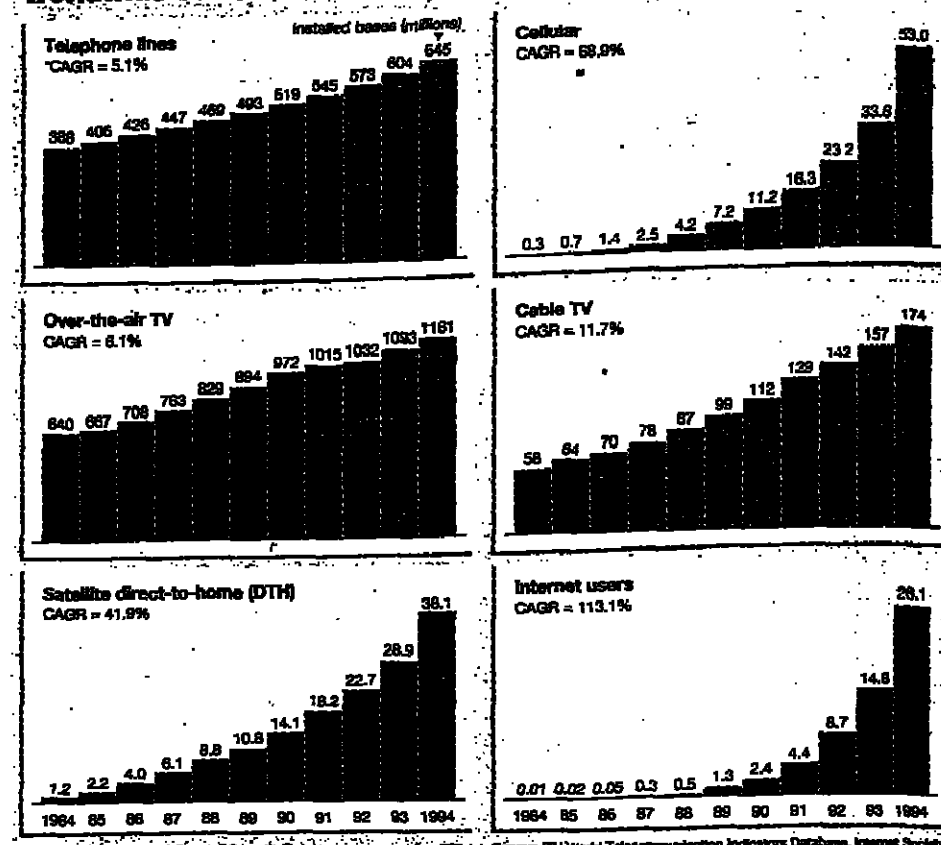 installed bases (millions)
Telephone lines
*CAGR = 5.1%
388 405 426 447 469 493 519 545 573 604 645
Cellular
CAGR = 68.9%
0.3 0.7 1.4 2.5 4.2 7.2 11.2 16.3 23.2 33.8 53.0
Over-the-air TV
CAGR = 6.1%
640 667 708 763 829 894 972 1015 1032 1093 1161
Cable TV
CAGR = 11.7%
58 64 70 78 87 99 112 129 142 157 174
Satellite direct-to-home (DTH)
CAGR = 41.9%
1.2 2.2 4.0 6.1 8.8 10.8 14.1 18.2 22.7 28.9 38.1
1984 85 86 87 88 89 90 91 92 93 1994
Internet users
CAGR = 113.1%
0.01 0.02 0.05 0.3 0.5 1.3 2.4 4.4 8.7 14.8 28.1
1984 85 86 87 88 89 90 91 92 93 1994
World Telecommunication Indicators Database, Internet Society